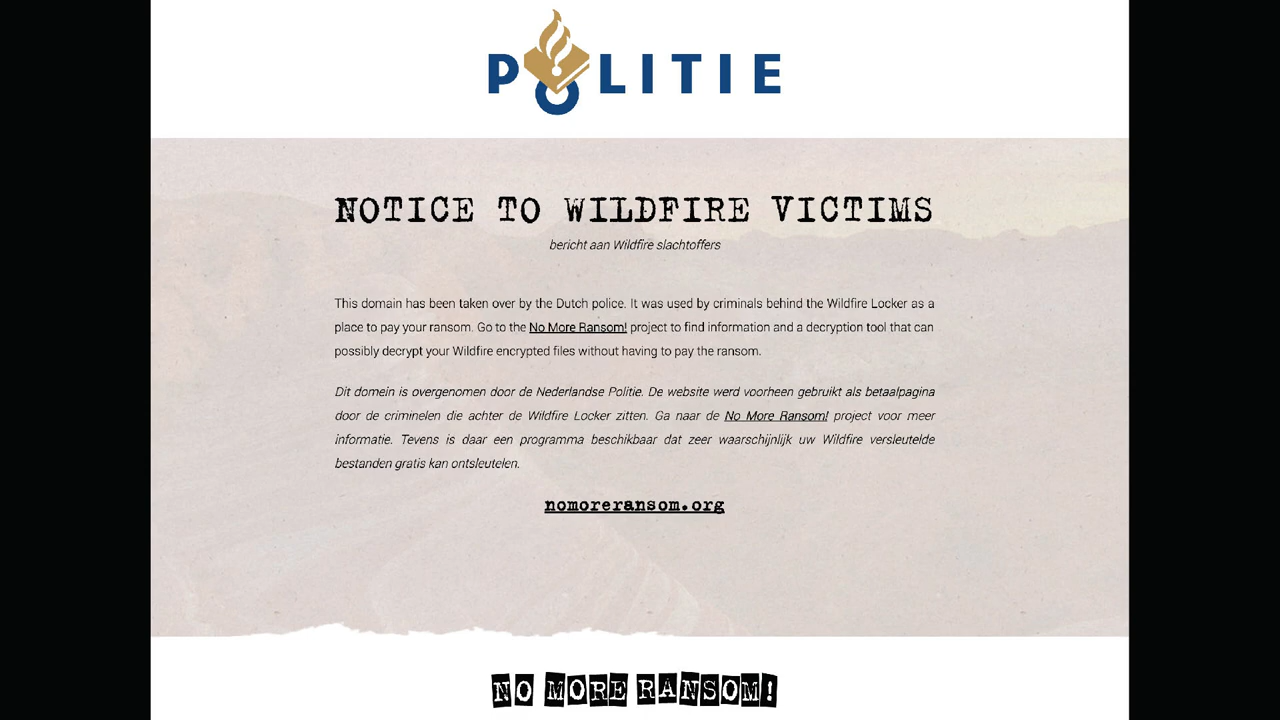 POLITIE
NOTICE TO WILDFIRE VICTIMS
bericht aan Wildfire slachtoffers
This domain has been taken over by the Dutch police. It was used by criminals behind the Wildfire Locker as a
place to pay your ransom. Go to the No More Ransom! project to find information and a decryption tool that can
possibly decrypt your Wildfire encrypted files without having to pay the ransom.
Dit domein is overgenomen door de Nederlandse Politie. De website werd voorheen gebruikt als betaalpagina
door de criminelen die achter de Wildfire Locker zitten. Ga naar de No More Ransom! project voor meer
informatie. Tevens is daar een programma beschikbaar dat zeer waarschijnlijk uw Wildfire versleutelde
bestanden gratis kan ontsleutelen.
nomoreransom.org
NO MORE RANSOM!